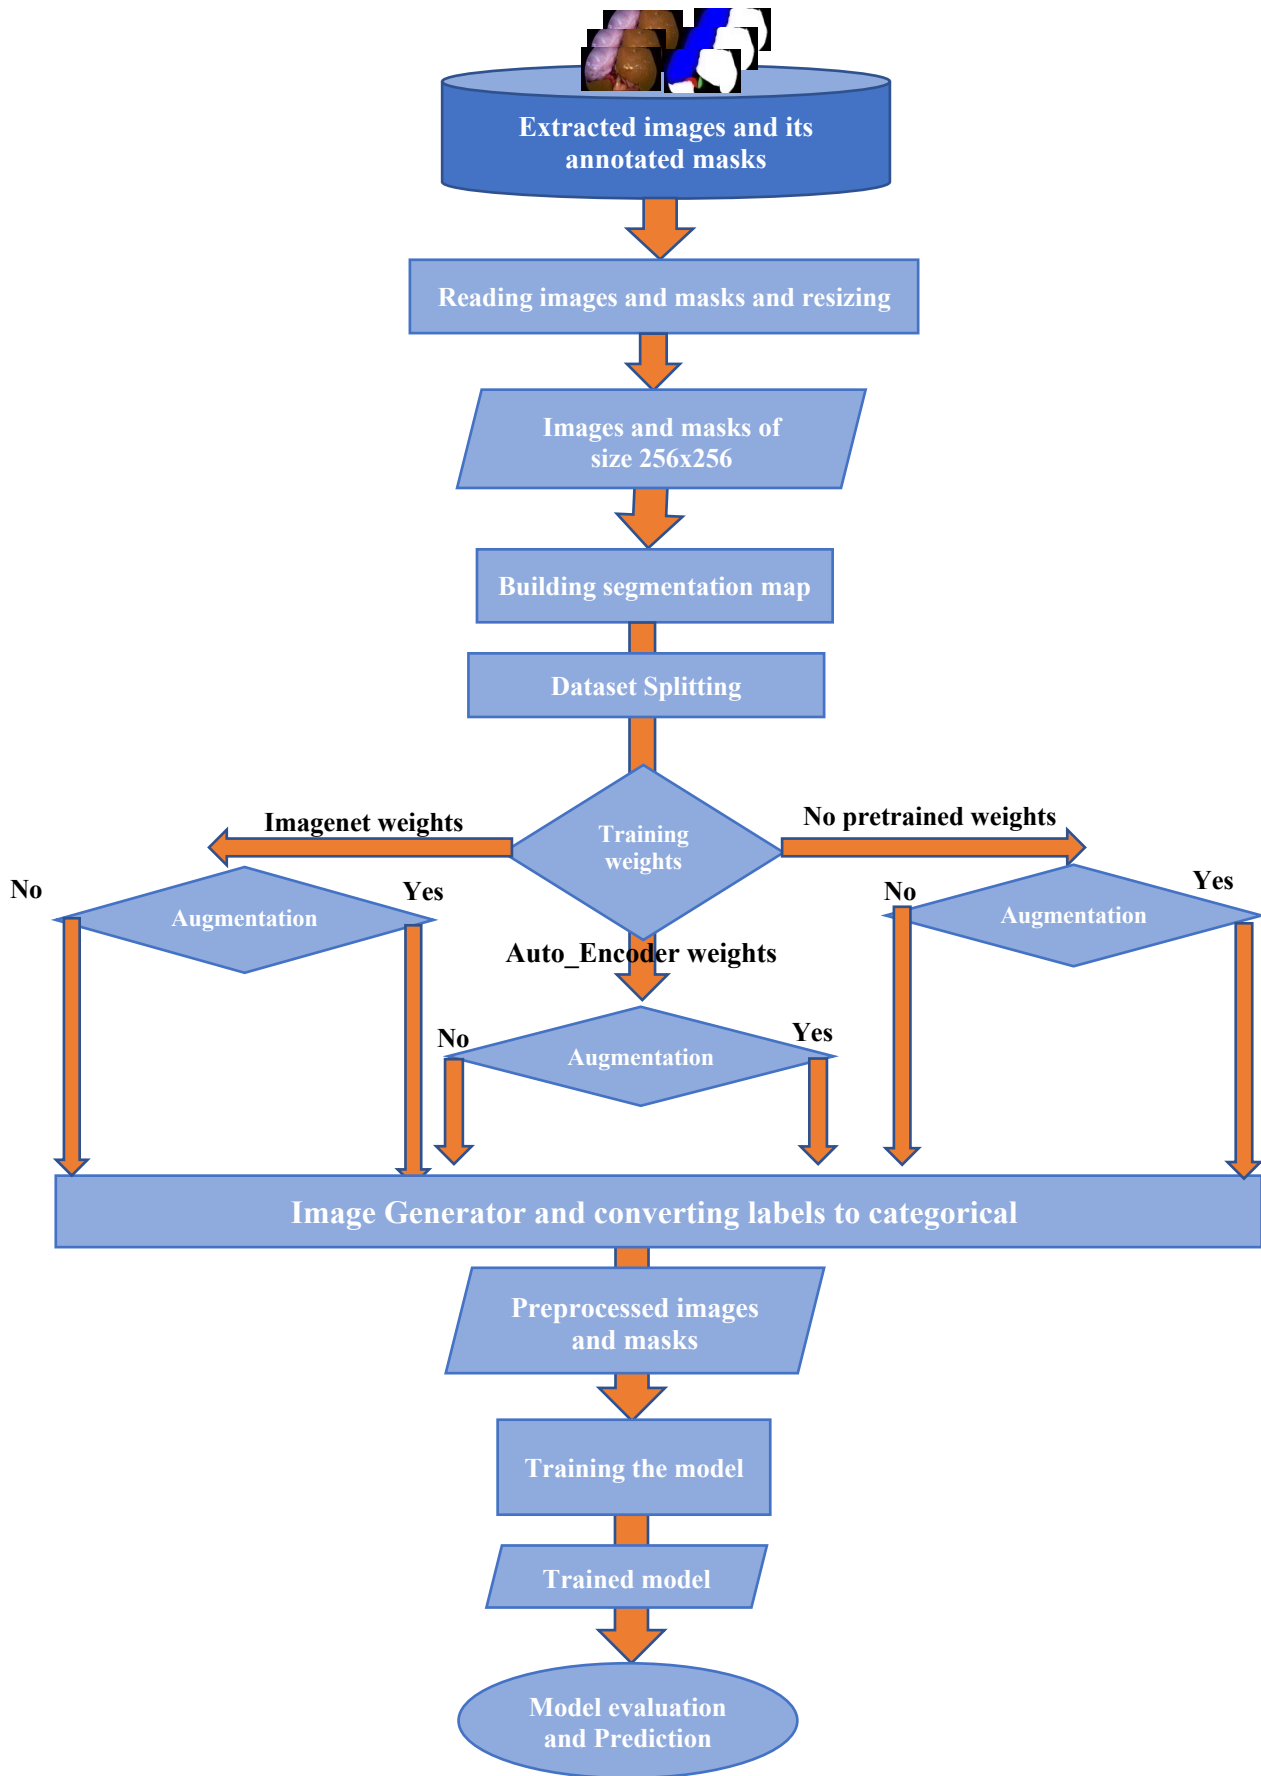 Extracted images and its
annotated masks
Reading images and masks and resizing
Images and masks of
size 256x256
Building segmentation map
Dataset Splitting
Training
weights
Imagenet weights
No pretrained weights
Auto_Encoder weights
No
Augmentation
Yes
No
Augmentation
Yes
No
Augmentation
Yes
Image Generator and converting labels to categorical
Preprocessed images
and masks
Training the model
Trained model
Model evaluation
and Prediction